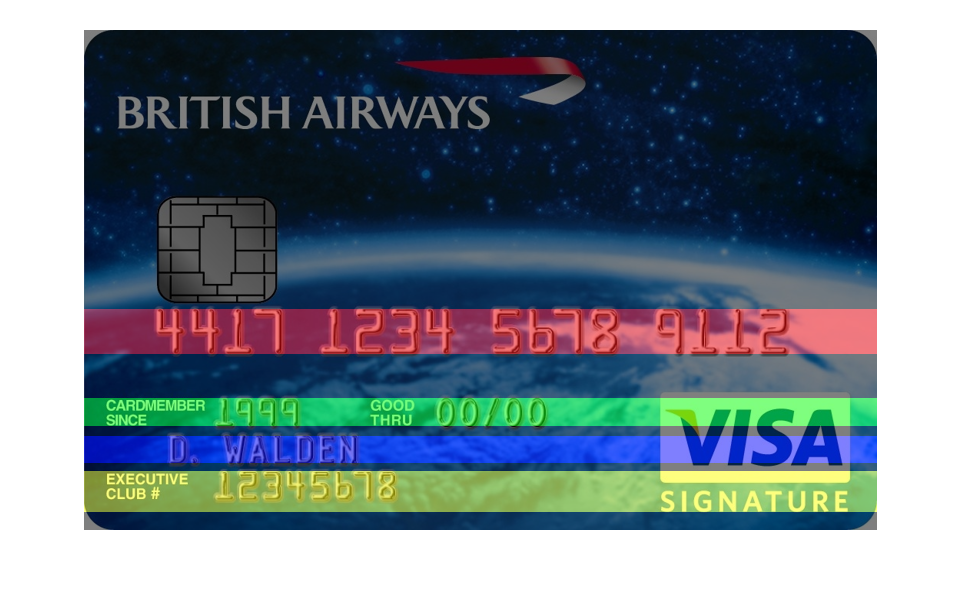 BRITISH AIRWAYS
4417 1234 5678 9112
CARDMEMBER SINCE 1999 GOOD THRU 00/00
D. WALDEN
VISA
EXECUTIVE CLUB # 12345678
SIGNATURE